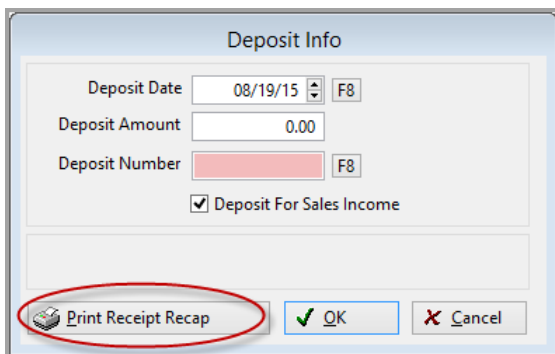 Deposit Info
Deposit Date 08/19/15 F8
Deposit Amount 0.00
Deposit Number F8
Deposit For Sales Income
Print Receipt Recap OK Cancel